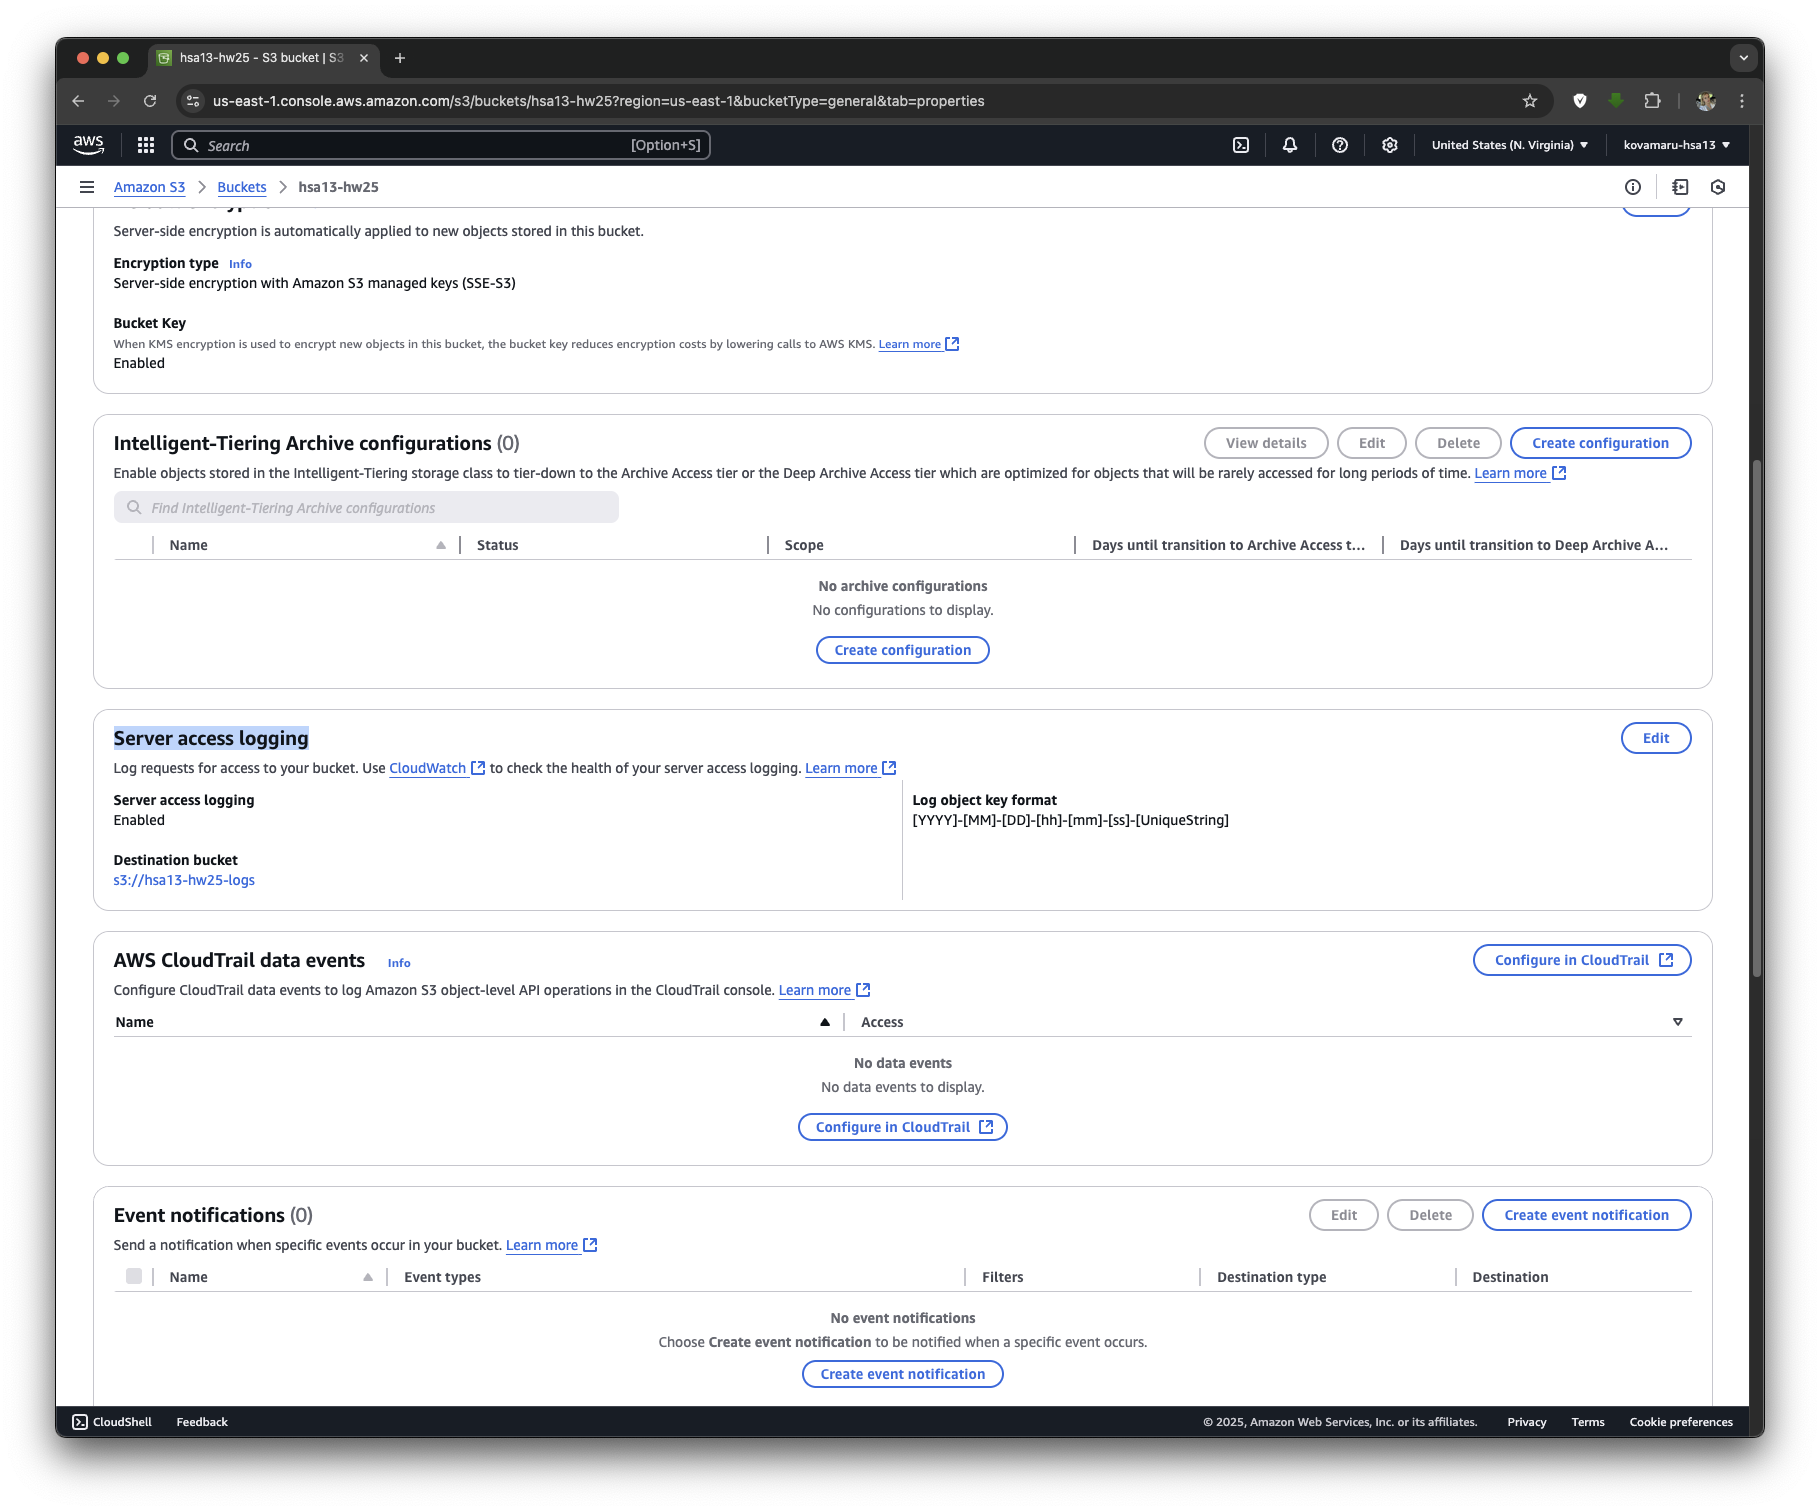 hsa13-hw25 - S3 bucket | S3
us-east-1.console.aws.amazon.com/s3/buckets/hsa13-hw25?region=us-east-1&bucketType=general&tab=properties
aws
Search
[Option+S]
United States (N. Virginia)
kovamaru-hsa13
Amazon S3 > Buckets > hsa13-hw25
Server-side encryption is automatically applied to new objects stored in this bucket.
Encryption type Info
Server-side encryption with Amazon S3 managed keys (SSE-S3)
Bucket Key
When KMS encryption is used to encrypt new objects in this bucket, the bucket key reduces encryption costs by lowering calls to AWS KMS. Learn more
Enabled
Intelligent-Tiering Archive configurations (0)
View details
Edit
Delete
Create configuration
Enable objects stored in the Intelligent-Tiering storage class to tier-down to the Archive Access tier or the Deep Archive Access tier which are optimized for objects that will be rarely accessed for long periods of time. Learn more
Find Intelligent-Tiering Archive configurations
Name
Status
Scope
Days until transition to Archive Access t...
Days until transition to Deep Archive A...
No archive configurations
No configurations to display.
Create configuration
Server access logging
Edit
Log requests for access to your bucket. Use CloudWatch to check the health of your server access logging. Learn more
Server access logging
Enabled
Log object key format
[YYYY]-[MM]-[DD]-[hh]-[mm]-[ss]-[UniqueString]
Destination bucket
s3://hsa13-hw25-logs
AWS CloudTrail data events Info
Configure in CloudTrail
Configure CloudTrail data events to log Amazon S3 object-level API operations in the CloudTrail console. Learn more
Name
Access
No data events
No data events to display.
Configure in CloudTrail
Event notifications (0)
Edit
Delete
Create event notification
Send a notification when specific events occur in your bucket. Learn more
Name
Event types
Filters
Destination type
Destination
No event notifications
Choose Create event notification to be notified when a specific event occurs.
Create event notification
CloudShell
Feedback
© 2025, Amazon Web Services, Inc. or its affiliates.
Privacy
Terms
Cookie preferences